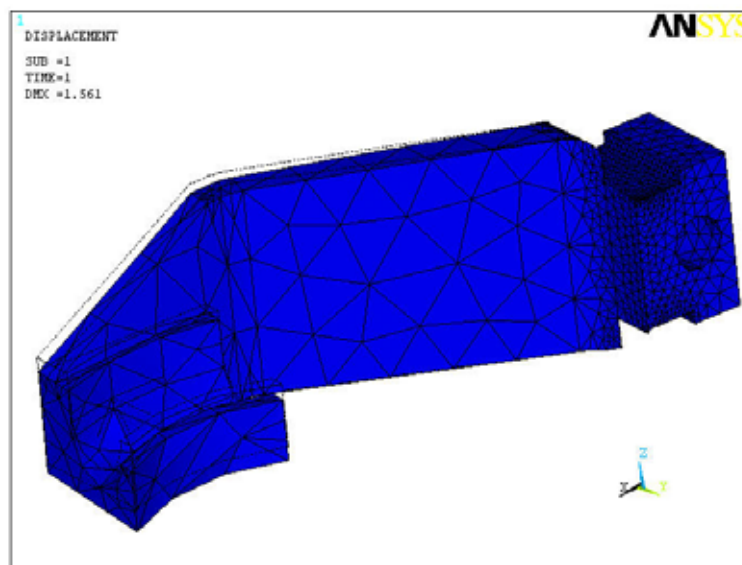 1
DISPLACEMENT
ANSYS
SUB =1
TIME=1
DMX =1.561
Z
X
Y